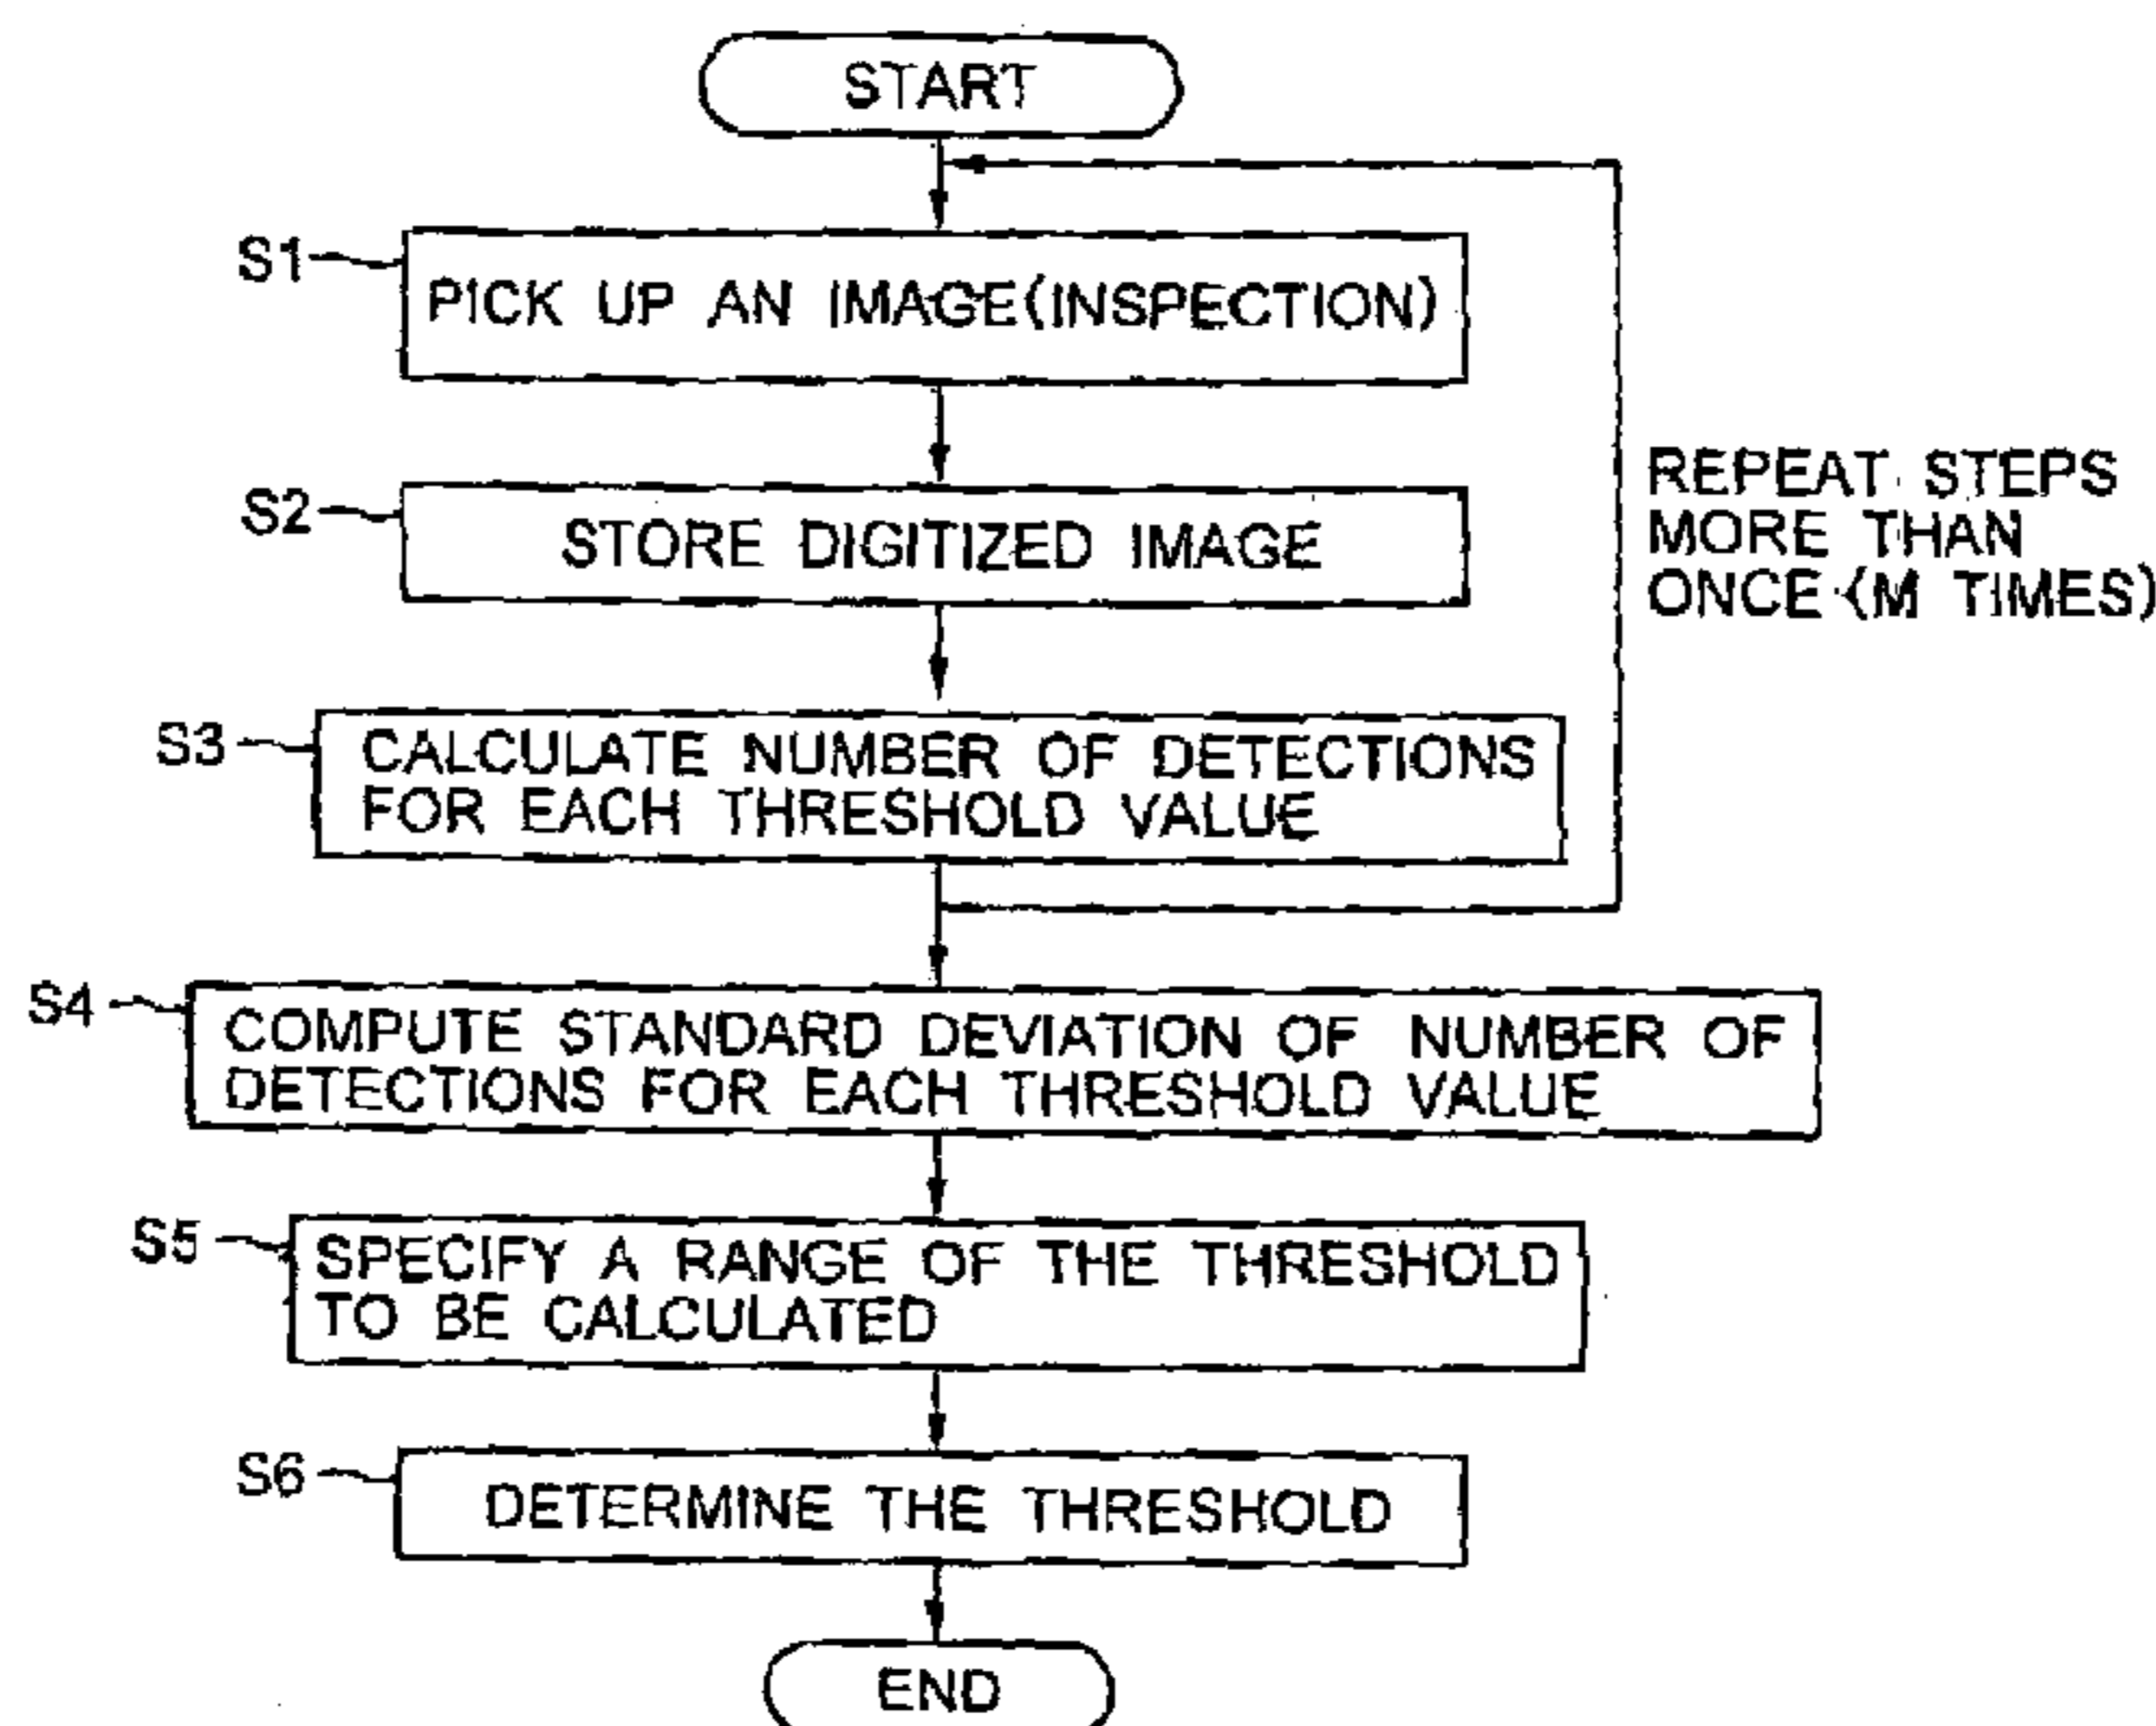 START
S1
PICK UP AN IMAGE(INSPECTION)
S2
STORE DIGITIZED IMAGE
REPEAT STEPS
MORE THAN
ONCE (M TIMES)
S3
CALCULATE NUMBER OF DETECTIONS
FOR EACH THRESHOLD VALUE
S4
COMPUTE STANDARD DEVIATION OF NUMBER OF
DETECTIONS FOR EACH THRESHOLD VALUE
S5
SPECIFY A RANGE OF THE THRESHOLD
TO BE CALCULATED
S6
DETERMINE THE THRESHOLD
END